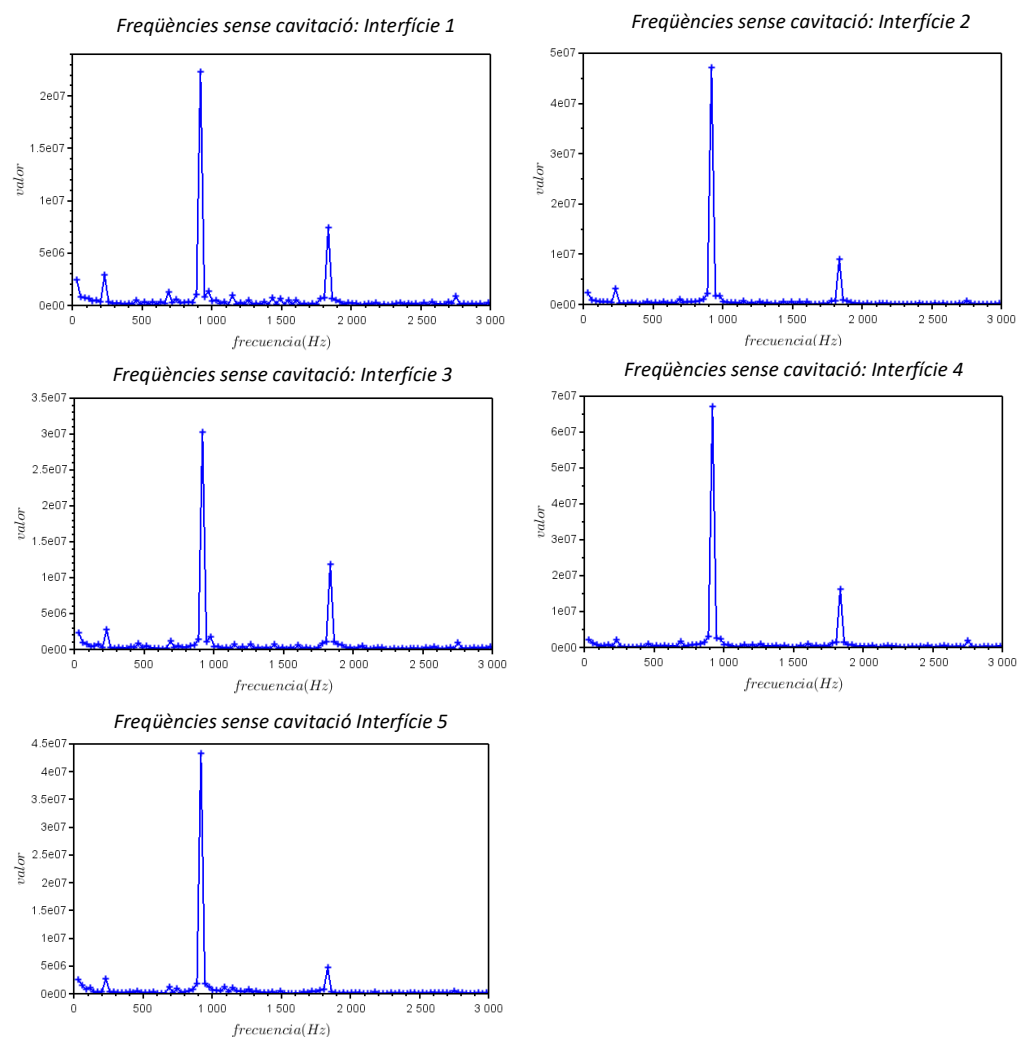 Freqüències sense cavitació: Interfície 1
2e07
1.5e07
1e07
5e06
0e00
valor
0 500 1 000 1 500 2 000 2 500 3 000
frecuencia(Hz)
Freqüències sense cavitació: Interfície 2
5e07
4e07
3e07
2e07
1e07
0e00
valor
0 500 1 000 1 500 2 000 2 500 3 000
frecuencia(Hz)
Freqüències sense cavitació: Interfície 3
3.5e07
3e07
2.5e07
2e07
1.5e07
1e07
5e06
0e00
valor
0 500 1 000 1 500 2 000 2 500 3 000
frecuencia(Hz)
Freqüències sense cavitació: Interfície 4
7e07
6e07
5e07
4e07
3e07
2e07
1e07
0e00
valor
0 500 1 000 1 500 2 000 2 500 3 000
frecuencia(Hz)
Freqüències sense cavitació Interfície 5
4.5e07
4e07
3.5e07
3e07
2.5e07
2e07
1.5e07
1e07
5e06
0e00
valor
0 500 1 000 1 500 2 000 2 500 3 000
frecuencia(Hz)